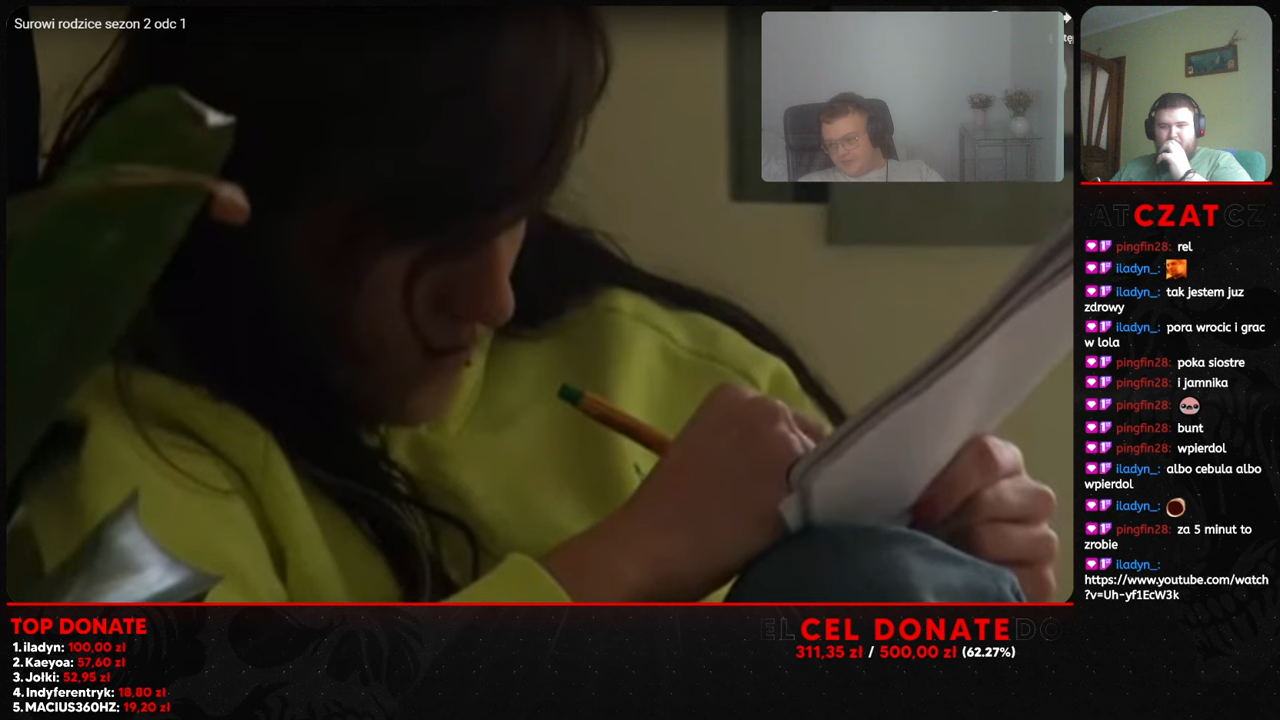 Surowi rodzice sezon 2 odc 1
CZAT
pingfin28: rel
iladyn_:
iladyn_: tak jestem juz
zdrowy
iladyn_: pora wrocic i grac
w lola
pingfin28: poka siostre
pingfin28: i jamnika
pingfin28:
pingfin28: bunt
pingfin28: wpierdol
iladyn_: albo cebula albo
wpierdol
iladyn_:
pingfin28: za 5 minut to
zrobie
iladyn_:
https://www.youtube.com/watch
?v=Uh-yf1EcW3k
TOP DONATE
1. iladyn: 100,00 zł
2. Kaeyoa: 57,60 zł
3. Jołki: 52,95 zł
4. Indyferentryk: 18,80 zł
5. MACIUS360HZ: 19,20 zł
CEL DONATE
311,35 zł / 500,00 zł (62.27%)